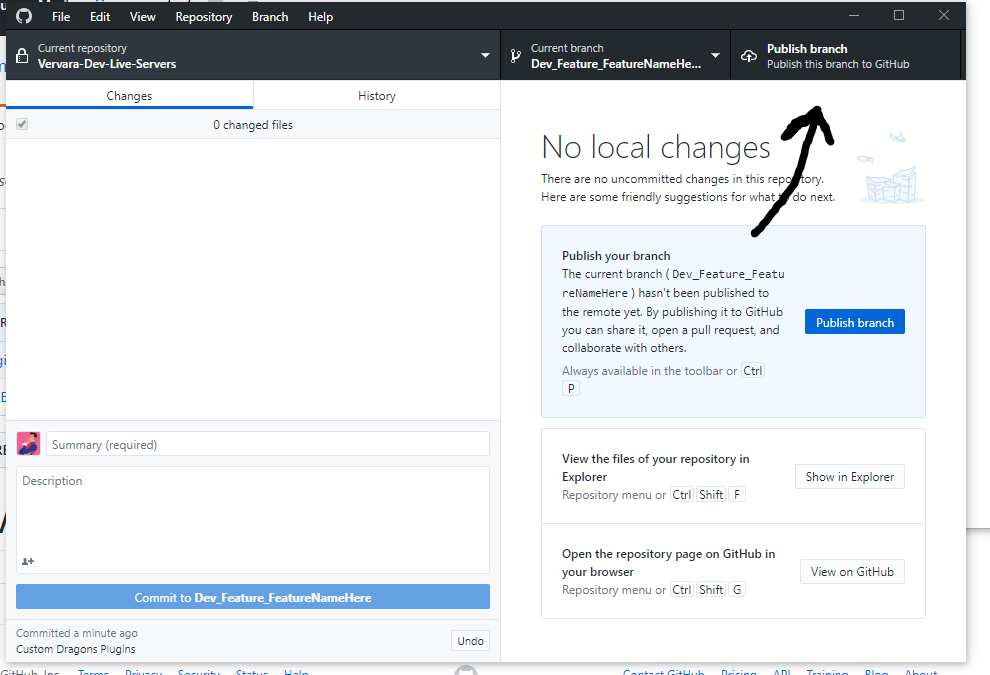 File Edit View Repository Branch Help
Current repository
Vervara-Dev-Live-Servers
Current branch
Dev_Feature_FeatureNameHe...
Publish branch
Publish this branch to GitHub
Changes History
0 changed files
No local changes
There are no uncommitted changes in this repository.
Here are some friendly suggestions for what to do next.
Publish your branch
The current branch ( Dev_Feature_Featu
reNameHere ) hasn't been published to
the remote yet. By publishing it to GitHub
you can share it, open a pull request, and
collaborate with others.
Always available in the toolbar or Ctrl
P
Publish branch
Summary (required)
Description
Commit to Dev_Feature_FeatureNameHere
Committed a minute ago
Custom Dragons Plugins
Undo
View the files of your repository in
Explorer
Repository menu or Ctrl Shift F
Show in Explorer
Open the repository page on GitHub in
your browser
Repository menu or Ctrl Shift G
View on GitHub
GitHub, Inc. Terms Privacy Security Status Help Contact GitHub Pricing API Training Blog About